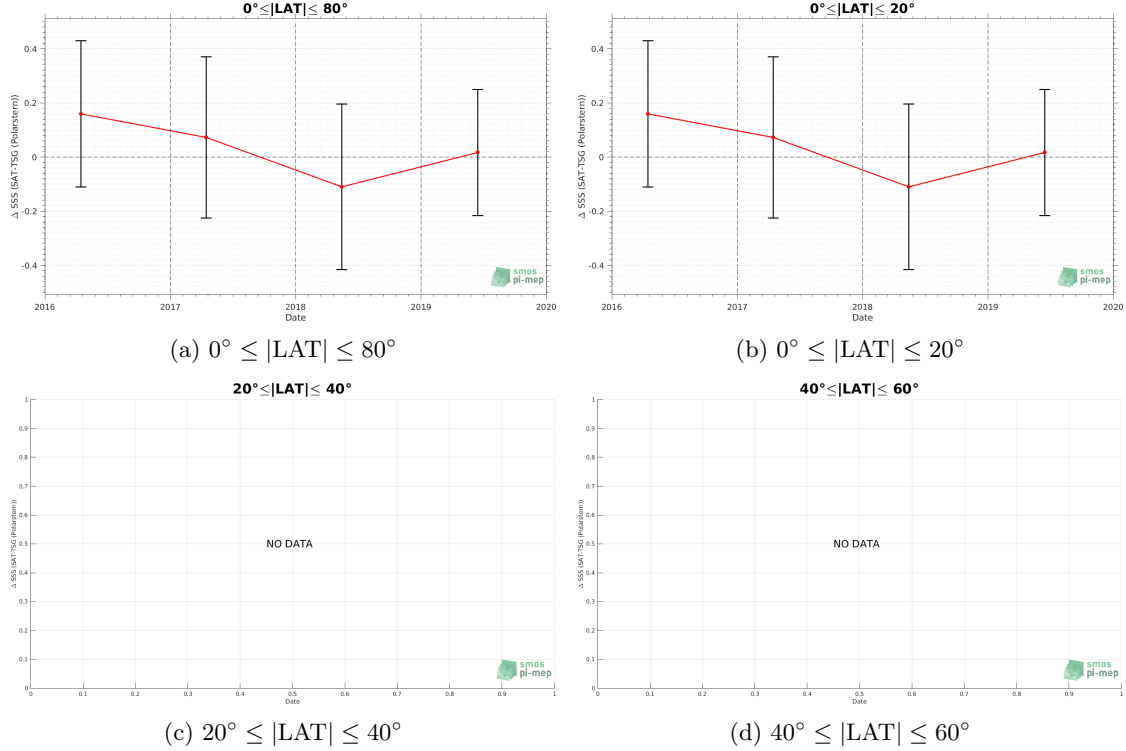 0°≤|LAT|≤ 80°
Δ SSS (SAT-TSG (Polarstern))
0.4
0.2
0
-0.2
-0.4
2016 2017 2018 2019 2020
Date
smos
pi-mep
(a) 0° ≤ |LAT| ≤ 80°
0°≤|LAT|≤ 20°
Δ SSS (SAT-TSG (Polarstern))
0.4
0.2
0
-0.2
-0.4
2016 2017 2018 2019 2020
Date
smos
pi-mep
(b) 0° ≤ |LAT| ≤ 20°
20°≤|LAT|≤ 40°
Δ SSS (SAT-TSG (Polarstern))
1
0.9
0.8
0.7
0.6
0.5
0.4
0.3
0.2
0.1
0
NO DATA
0 0.1 0.2 0.3 0.4 0.5 0.6 0.7 0.8 0.9 1
Date
smos
pi-mep
(c) 20° ≤ |LAT| ≤ 40°
40°≤|LAT|≤ 60°
Δ SSS (SAT-TSG (Polarstern))
1
0.9
0.8
0.7
0.6
0.5
0.4
0.3
0.2
0.1
0
NO DATA
0 0.1 0.2 0.3 0.4 0.5 0.6 0.7 0.8 0.9 1
Date
smos
pi-mep
(d) 40° ≤ |LAT| ≤ 60°